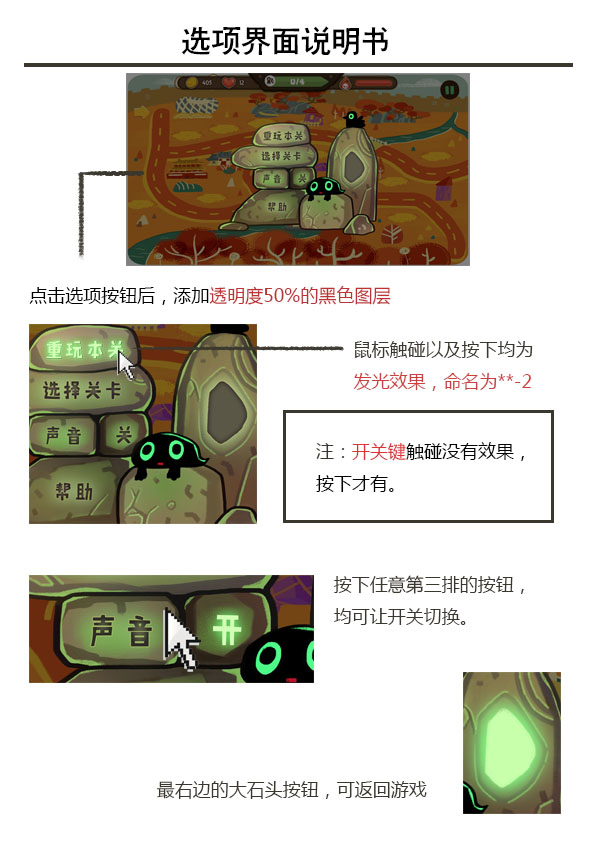 选项界面说明书
405
12
0/4
重玩本关
选择关卡
声音 关
帮助
点击选项按钮后，添加透明度50%的黑色图层
重玩本关
选择关卡
声音 关
帮助
鼠标触碰以及按下均为
发光效果，命名为**-2
注：开关键触碰没有效果，
按下才有。
声音 开
按下任意第三排的按钮，
均可让开关切换。
最右边的大石头按钮，可返回游戏